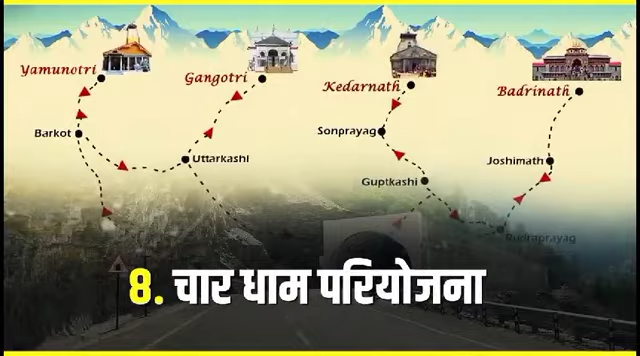 Yamunotri
Gangotri
Kedarnath
Badrinath
Barkot
Uttarkashi
Sonprayag
Joshimath
Guptkashi
Rudraprayag
8. चार धाम परियोजना